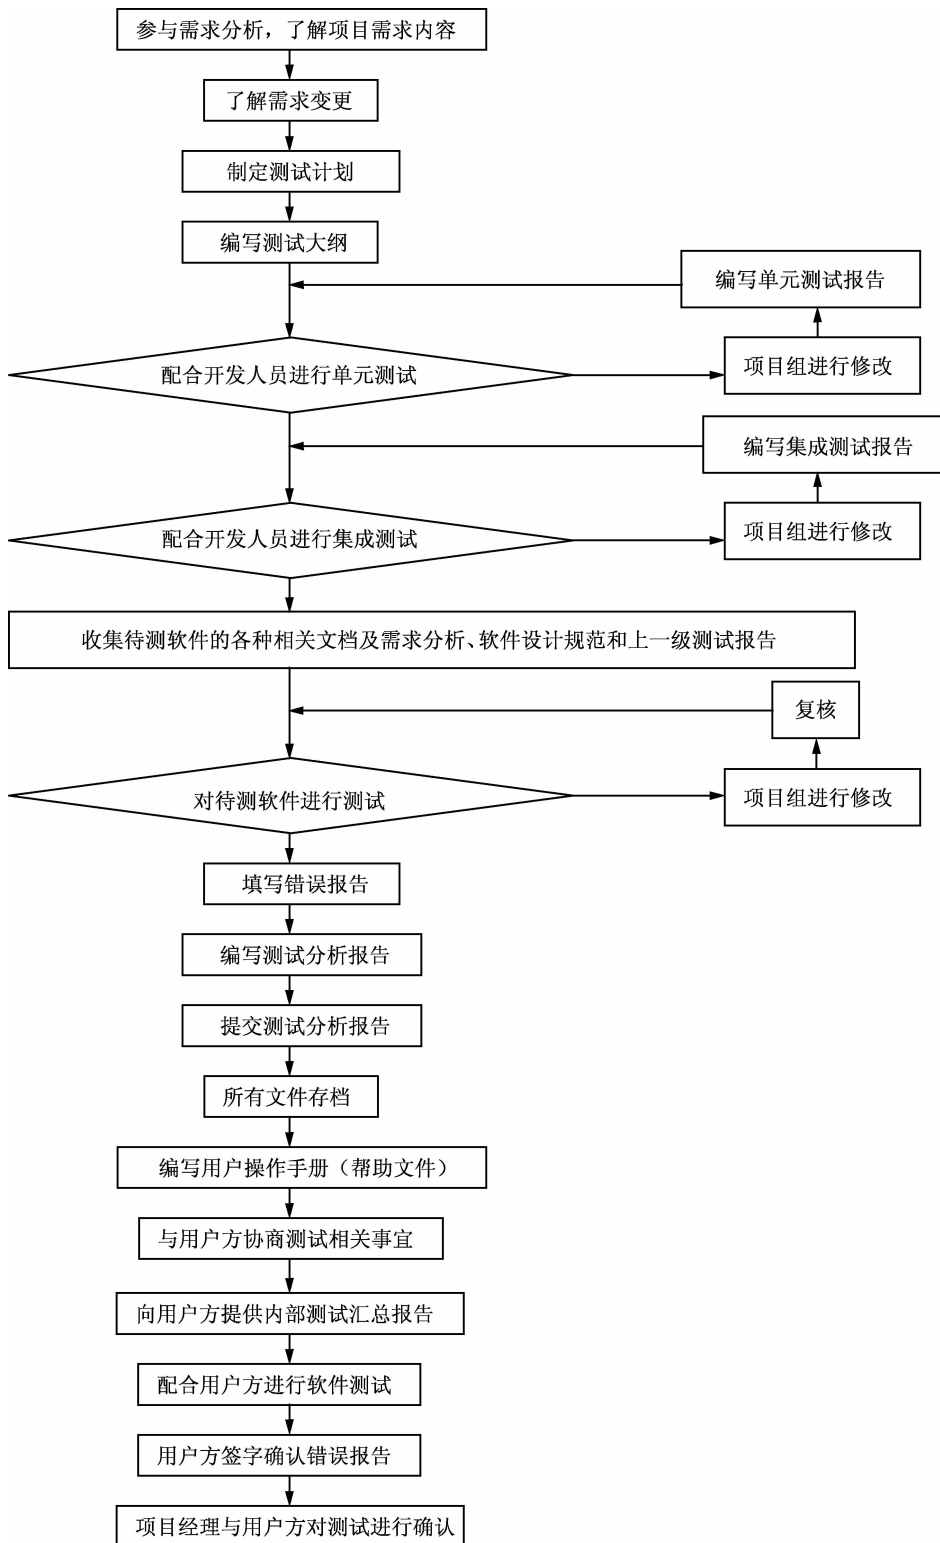 参与需求分析，了解项目需求内容
了解需求变更
制定测试计划
编写测试大纲
编写单元测试报告
配合开发人员进行单元测试
项目组进行修改
编写集成测试报告
配合开发人员进行集成测试
项目组进行修改
收集待测软件的各种相关文档及需求分析、软件设计规范和上一级测试报告
复核
对待测软件进行测试
项目组进行修改
填写错误报告
编写测试分析报告
提交测试分析报告
所有文件存档
编写用户操作手册（帮助文件）
与用户方协商测试相关事宜
向用户方提供内部测试汇总报告
配合用户方进行软件测试
用户方签字确认错误报告
项目经理与用户方对测试进行确认